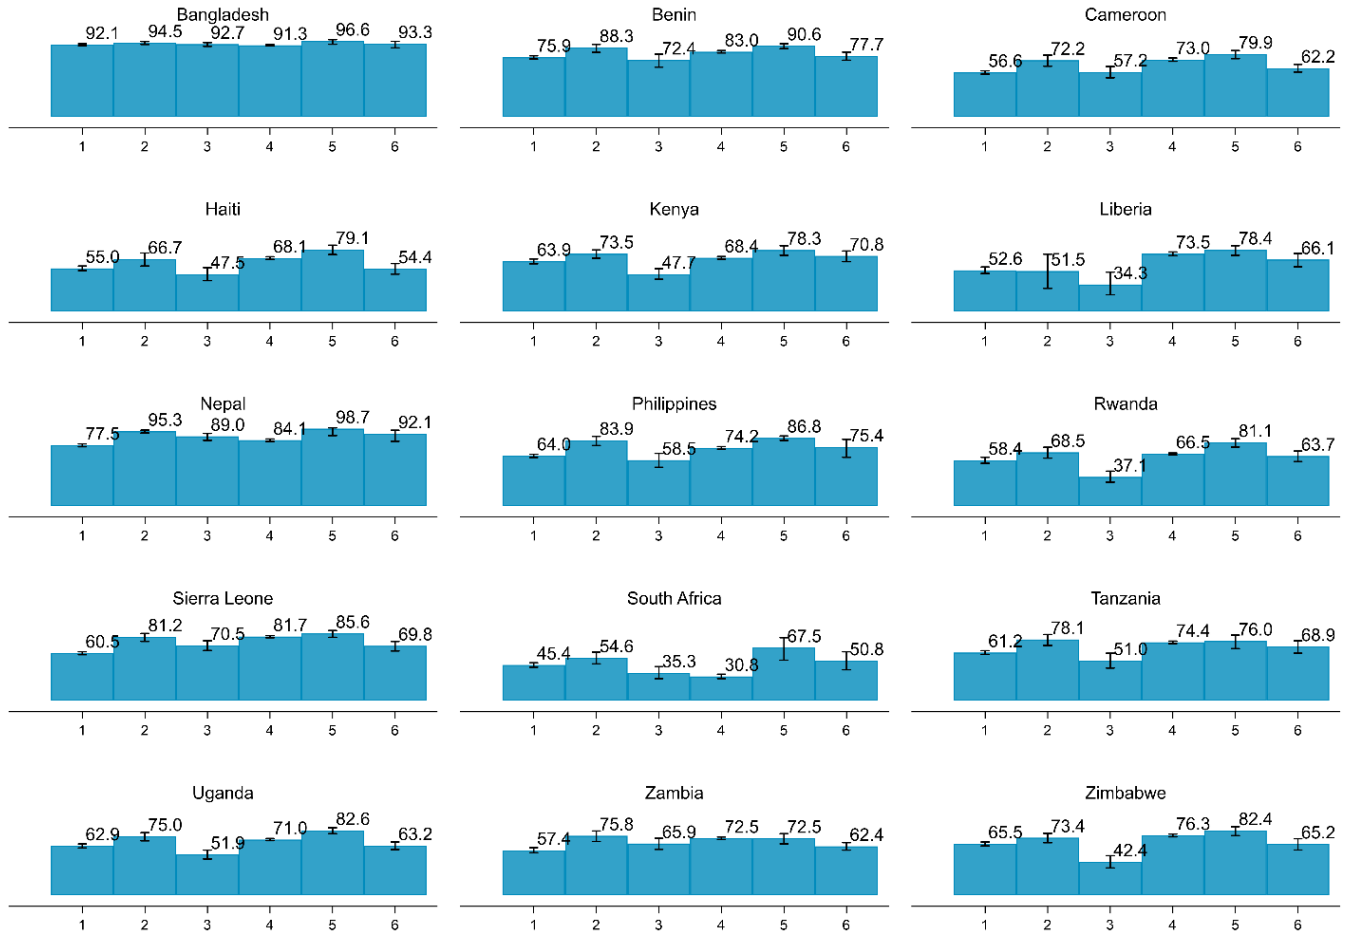 Bangladesh
92.1 94.5 92.7 91.3 96.6 93.3
1 2 3 4 5 6
Benin
75.9 88.3 72.4 83.0 90.6 77.7
1 2 3 4 5 6
Cameroon
56.6 72.2 57.2 73.0 79.9 62.2
1 2 3 4 5 6
Haiti
55.0 66.7 47.5 68.1 79.1 54.4
1 2 3 4 5 6
Kenya
63.9 73.5 47.7 68.4 78.3 70.8
1 2 3 4 5 6
Liberia
52.6 51.5 34.3 73.5 78.4 66.1
1 2 3 4 5 6
Nepal
77.5 95.3 89.0 84.1 98.7 92.1
1 2 3 4 5 6
Philippines
64.0 83.9 58.5 74.2 86.8 75.4
1 2 3 4 5 6
Rwanda
58.4 68.5 37.1 66.5 81.1 63.7
1 2 3 4 5 6
Sierra Leone
60.5 81.2 70.5 81.7 85.6 69.8
1 2 3 4 5 6
South Africa
45.4 54.6 35.3 30.8 67.5 50.8
1 2 3 4 5 6
Tanzania
61.2 78.1 51.0 74.4 76.0 68.9
1 2 3 4 5 6
Uganda
62.9 75.0 51.9 71.0 82.6 63.2
1 2 3 4 5 6
Zambia
57.4 75.8 65.9 72.5 72.5 62.4
1 2 3 4 5 6
Zimbabwe
65.5 73.4 42.4 76.3 82.4 65.2
1 2 3 4 5 6